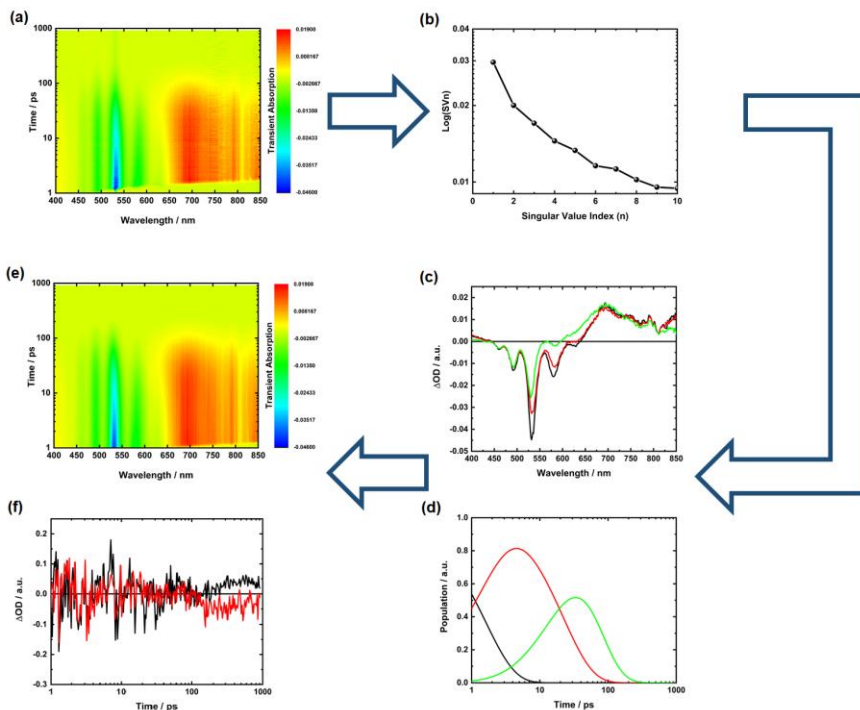 (a)
1000
100
10
1
Time / ps
400 450 500 550 600 650 700 750 800 850
Wavelength / nm
Transient Absorption
0.01900
0.008167
-0.002667
-0.01350
-0.02433
-0.03517
-0.04600
(b)
0.03
0.02
0.01
Log(SVn)
0 2 4 6 8 10
Singular Value Index (n)
(e)
1000
100
10
1
Time / ps
400 450 500 550 600 650 700 750 800 850
Wavelength / nm
Transient Absorption
0.01900
0.008167
-0.002667
-0.01350
-0.02433
-0.03517
-0.04600
(c)
0.02
0.01
0.00
-0.01
-0.02
-0.03
-0.04
-0.05
ΔOD / a.u.
400 450 500 550 600 650 700 750 800 850
Wavelength / nm
(f)
0.2
0.1
0.0
-0.1
-0.2
-0.3
ΔOD / a.u.
1 10 100 1000
Time / ps
(d)
1.0
0.8
0.6
0.4
0.2
0.0
Population / a.u.
1 10 100 1000
Time / ps